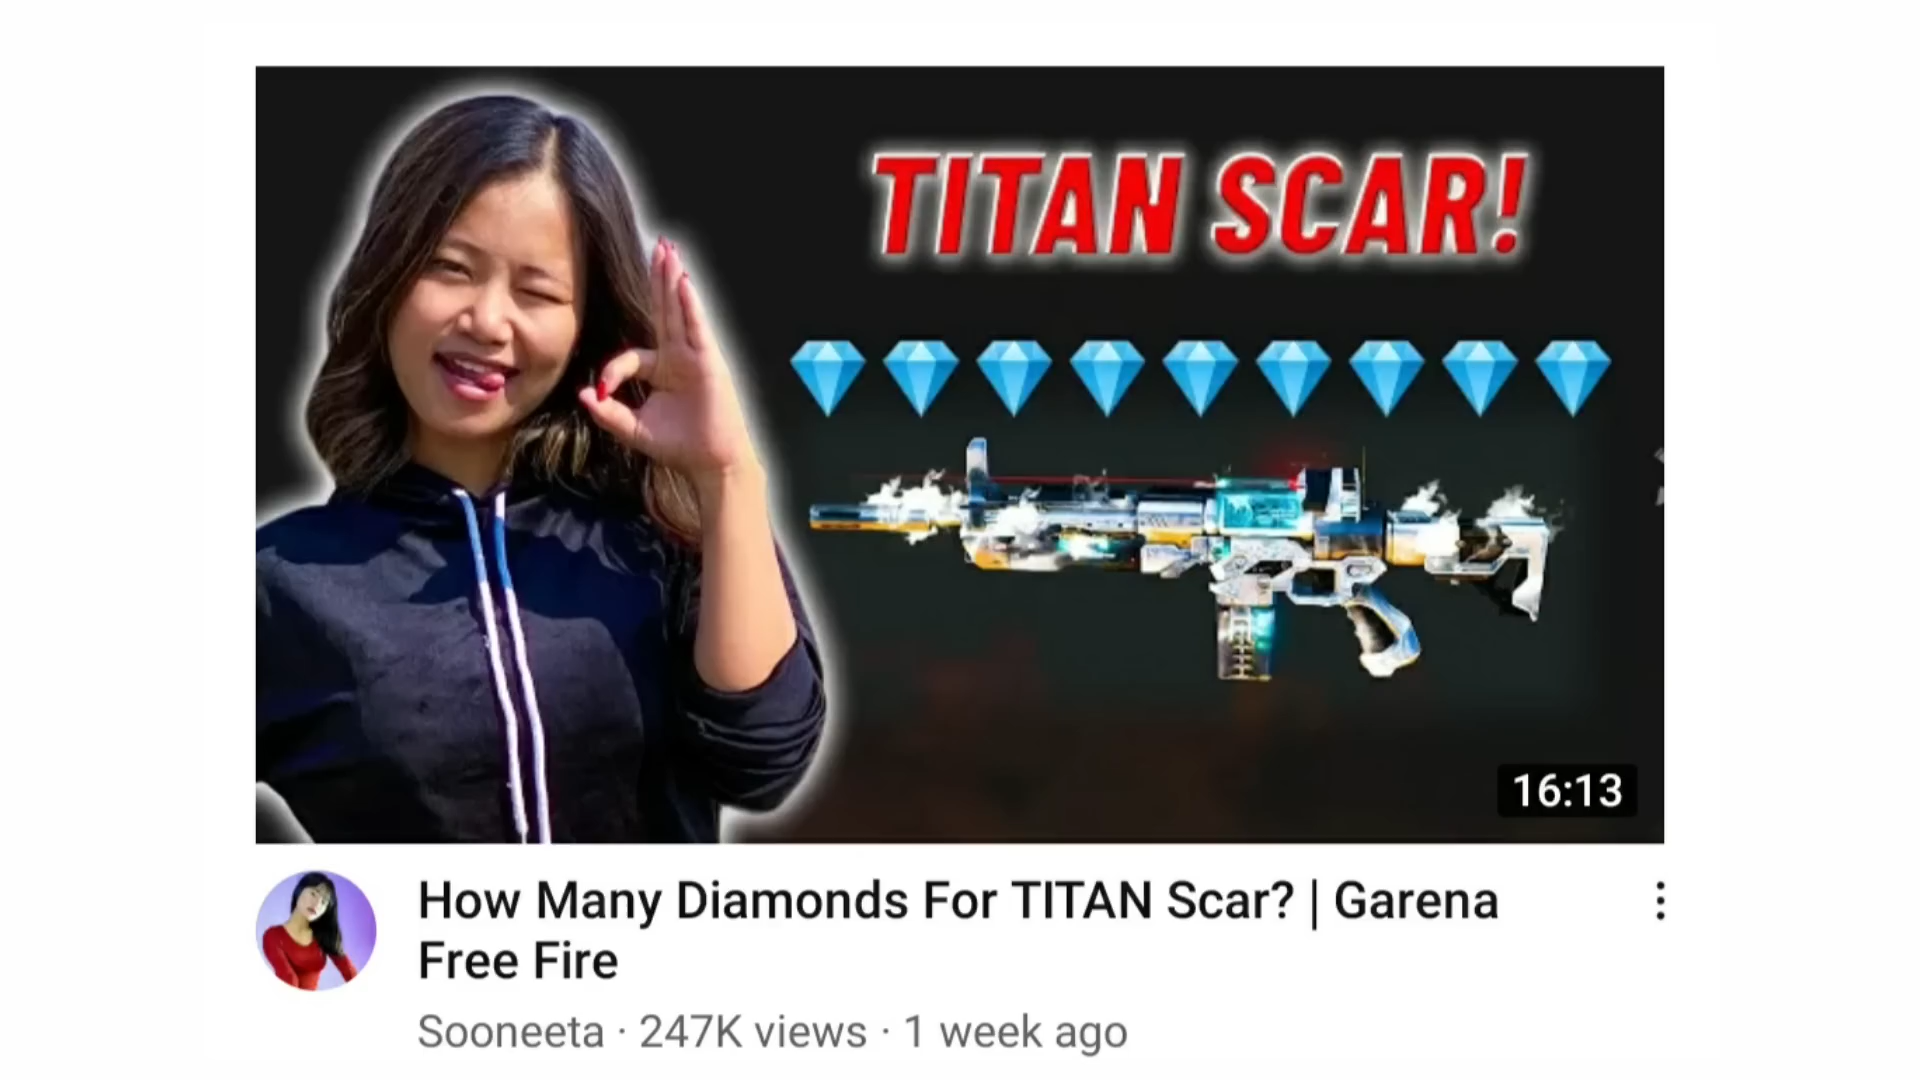 TITAN SCAR!
16:13
How Many Diamonds For TITAN Scar? | Garena
Free Fire
Sooneeta · 247K views · 1 week ago